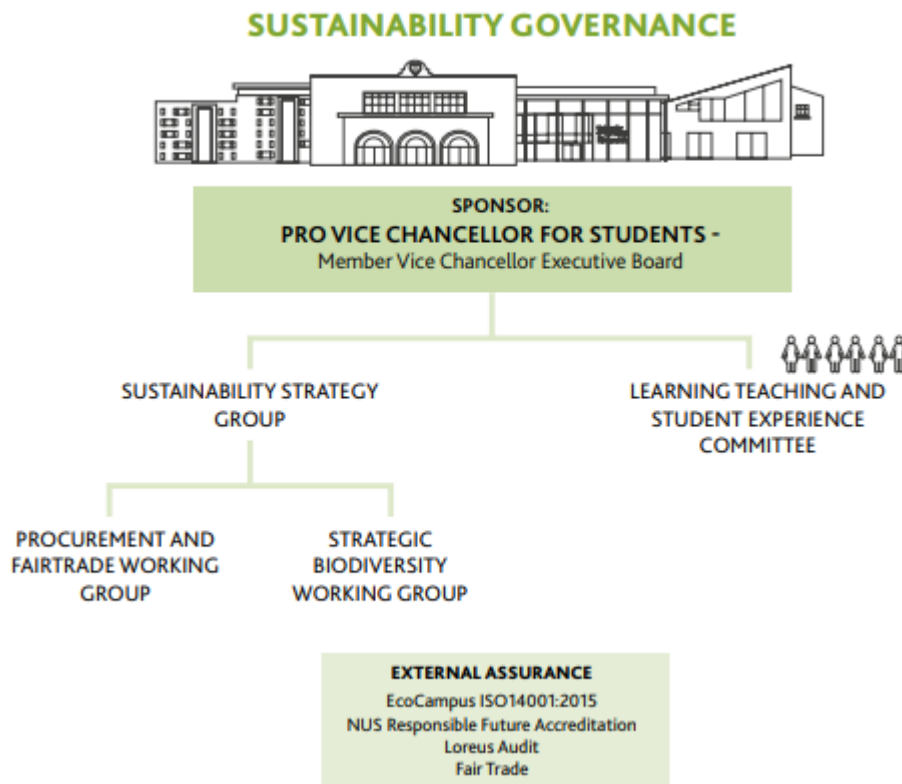 SUSTAINABILITY GOVERNANCE
SPONSOR:
PRO VICE CHANCELLOR FOR STUDENTS -
Member Vice Chancellor Executive Board
SUSTAINABILITY STRATEGY
GROUP
LEARNING TEACHING AND
STUDENT EXPERIENCE
COMMITTEE
PROCUREMENT AND
FAIRTRADE WORKING
GROUP
STRATEGIC
BIODIVERSITY
WORKING GROUP
EXTERNAL ASSURANCE
EcoCampus ISO14001:2015
NUS Responsible Future Accreditation
Loreus Audit
Fair Trade